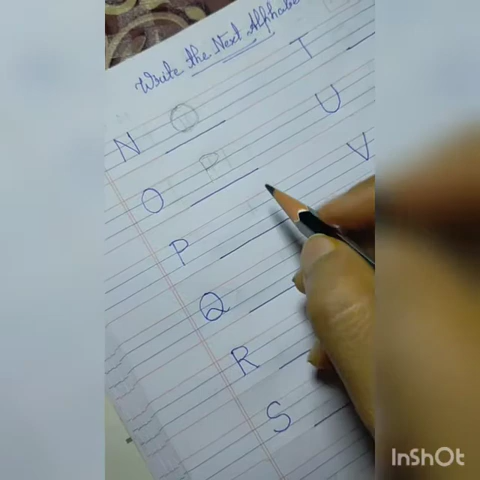 Write the Next Alphabet
N O T
O P U
P V
Q
R
S
InShOt